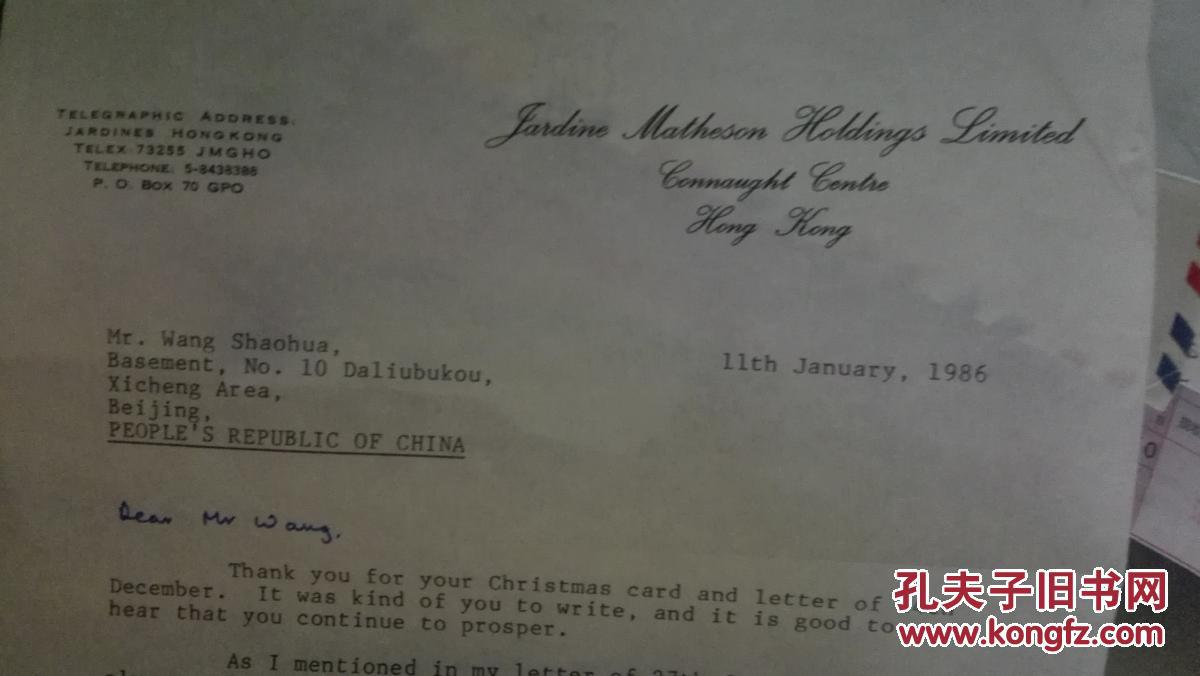 TELEGRAPHIC ADDRESS:
JARDINES HONGKONG
TELEX 73255 JMGHO
TELEPHONE: 5-8438388
P. O. BOX 70 GPO
Jardine Matheson Holdings Limited
Connaught Centre
Hong Kong
Mr. Wang Shaohua,
Basement, No. 10 Daliubukou,
Xicheng Area,
Beijing,
PEOPLE'S REPUBLIC OF CHINA
11th January, 1986
Dear Mr Wang,
Thank you for your Christmas card and letter of
December. It was kind of you to write, and it is good to
hear that you continue to prosper.
As I mentioned in my letter of 27th
孔夫子旧书网
www.kongfz.com